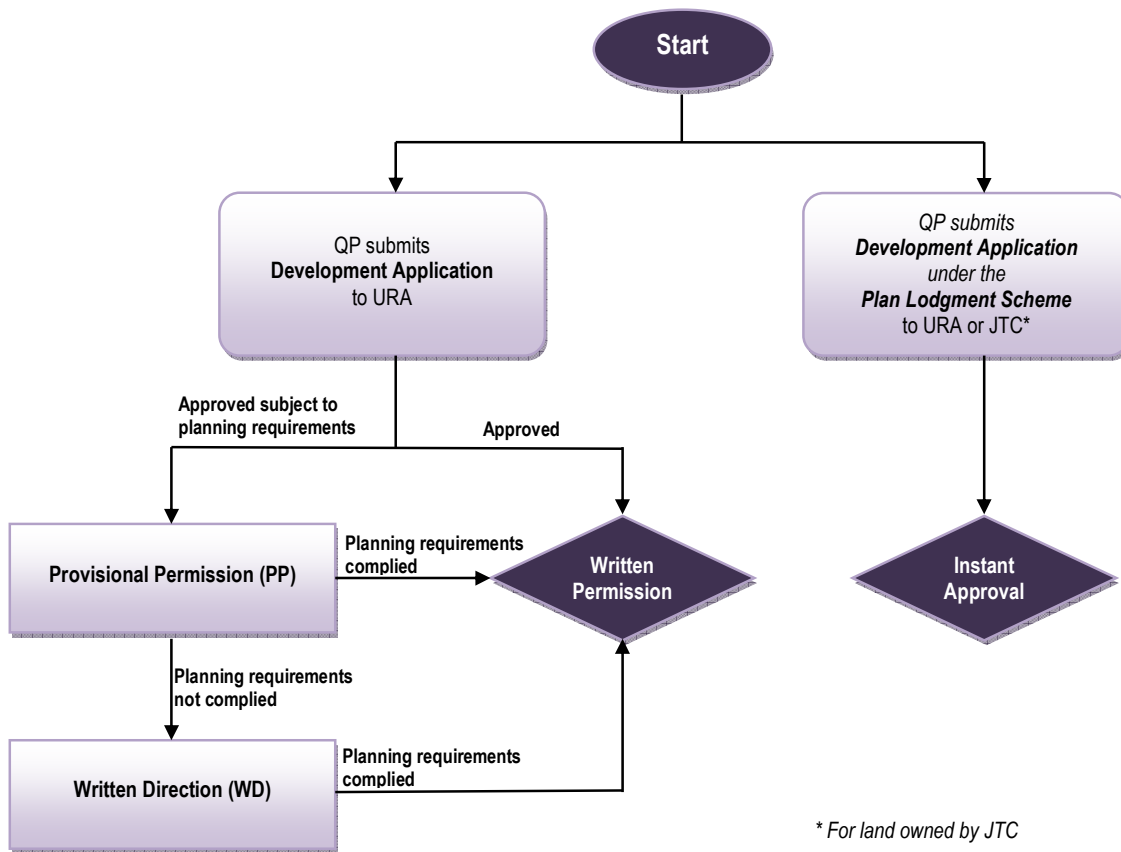 Start
QP submits
Development Application
to URA
QP submits
Development Application
under the
Plan Lodgment Scheme
to URA or JTC*
Approved subject to
planning requirements
Approved
Provisional Permission (PP)
Planning requirements
complied
Written
Permission
Instant
Approval
Planning requirements
not complied
Written Direction (WD)
Planning requirements
complied
* For land owned by JTC